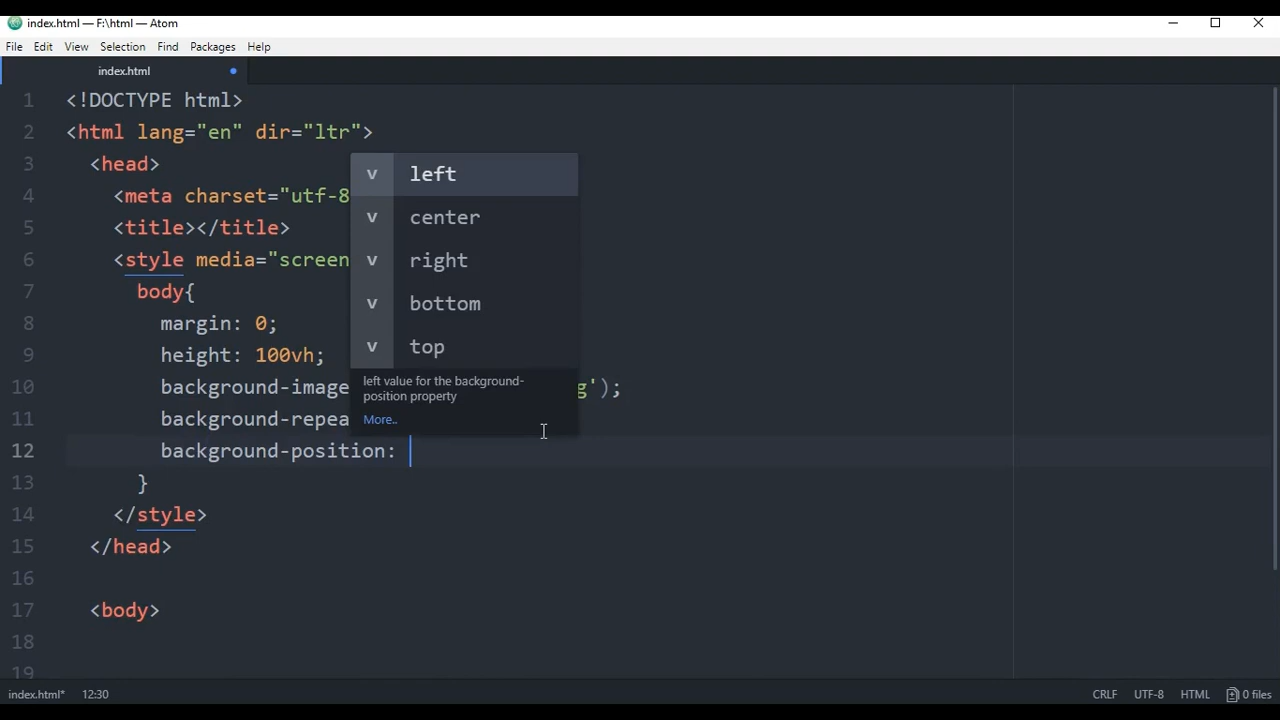 index.html — F:\html — Atom
File Edit View Selection Find Packages Help
index.html
1 <!DOCTYPE html>
2 <html lang="en" dir="ltr">
3 <head>
4 <meta charset="utf-8
5 <title></title>
6 <style media="screen
7 body{
8 margin: 0;
9 height: 100vh;
10 background-image g');
11 background-repea
12 background-position:
13 }
14 </style>
15 </head>
16
17 <body>
18
19
v left
v center
v right
v bottom
v top
left value for the background-
position property
More..
index.html* 12:30 CRLF UTF-8 HTML 0 files